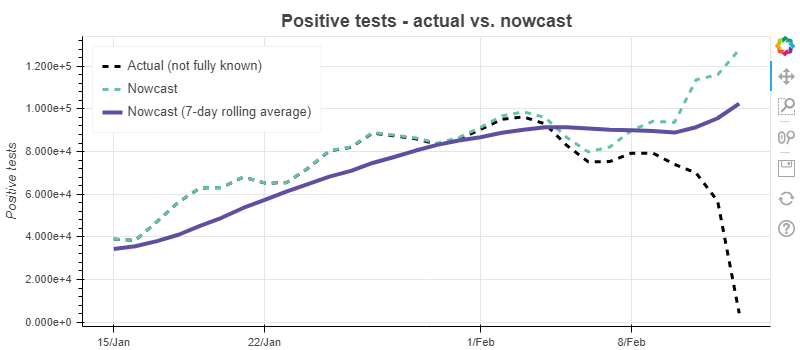 Positive tests - actual vs. nowcast
Actual (not fully known)
Nowcast
Nowcast (7-day rolling average)
Positive tests
1.200e+5
1.000e+5
8.000e+4
6.000e+4
4.000e+4
2.000e+4
0.000e+0
15/Jan
22/Jan
1/Feb
8/Feb